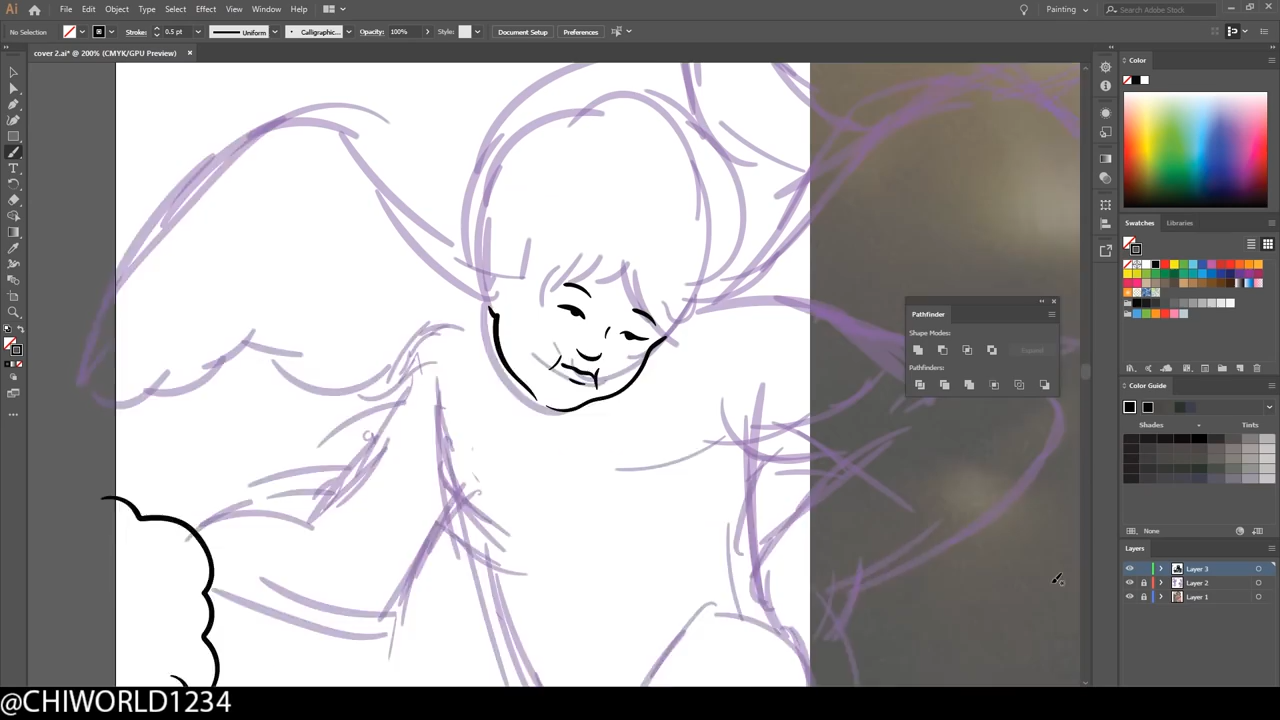 Ai File Edit Object Type Select Effect View Window Help Painting Search Adobe Stock
No Selection Stroke: 0.5 pt Uniform Calligraphic... Opacity: 100% Style: Document Setup Preferences
cover 2.ai* @ 200% (CMYK/GPU Preview)
Color
Swatches Libraries
Pathfinder
Shape Modes:
Expand
Pathfinders:
Color Guide
Shades Tints
None
Layers
Layer 3
Layer 2
Layer 1
@CHIWORLD1234